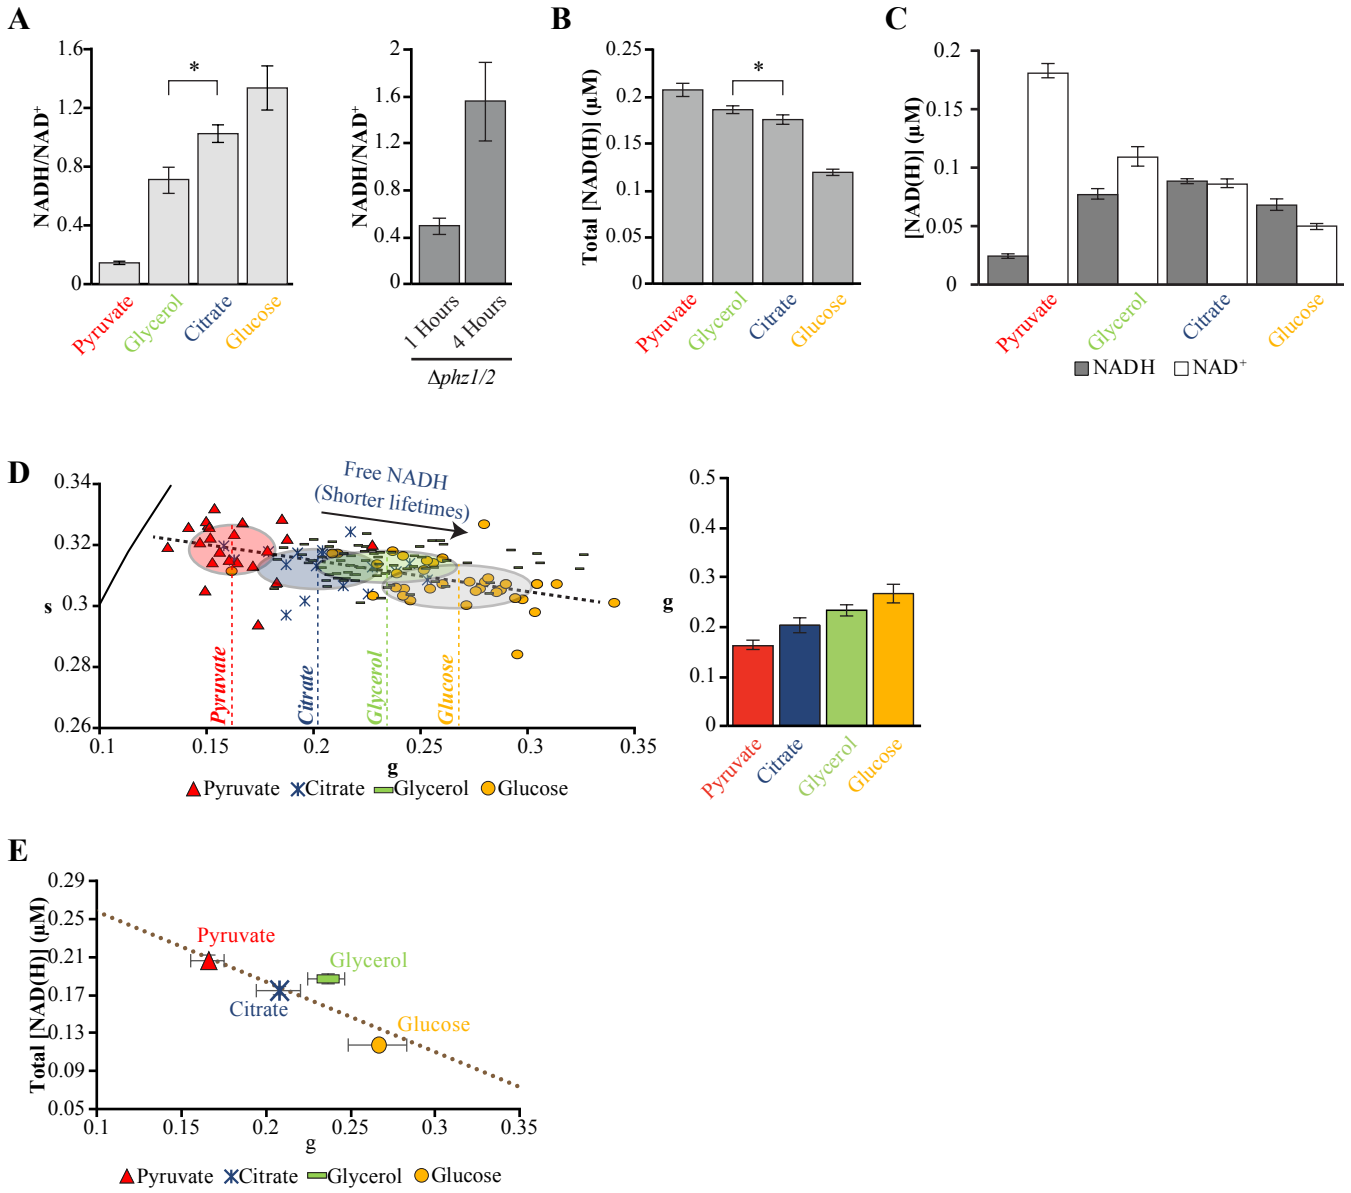 A
NADH/NAD+
1.6
1.2
0.8
0.4
0
Pyruvate
Glycerol
Citrate
Glucose
*
NADH/NAD+
2
1.6
1.2
0.8
0.4
0
1 Hours
4 Hours
Δphz1/2
B
Total [NAD(H)] (µM)
0.25
0.2
0.15
0.1
0.05
0
*
Pyruvate
Glycerol
Citrate
Glucose
C
[NAD(H)] (µM)
0.2
0.15
0.1
0.05
0
Pyruvate
Glycerol
Citrate
Glucose
NADH NAD+
D
s
0.34
0.32
0.3
0.28
0.26
Free NADH
(Shorter lifetimes)
Pyruvate
Citrate
Glycerol
Glucose
0.1 0.15 0.2 0.25 0.3 0.35
g
Pyruvate Citrate Glycerol Glucose
g
0.5
0.4
0.3
0.2
0.1
0
Pyruvate
Citrate
Glycerol
Glucose
E
Total [NAD(H)] (µM)
0.29
0.25
0.21
0.17
0.13
0.09
0.05
Pyruvate
Glycerol
Citrate
Glucose
0.1 0.15 0.2 0.25 0.3 0.35
g
Pyruvate Citrate Glycerol Glucose